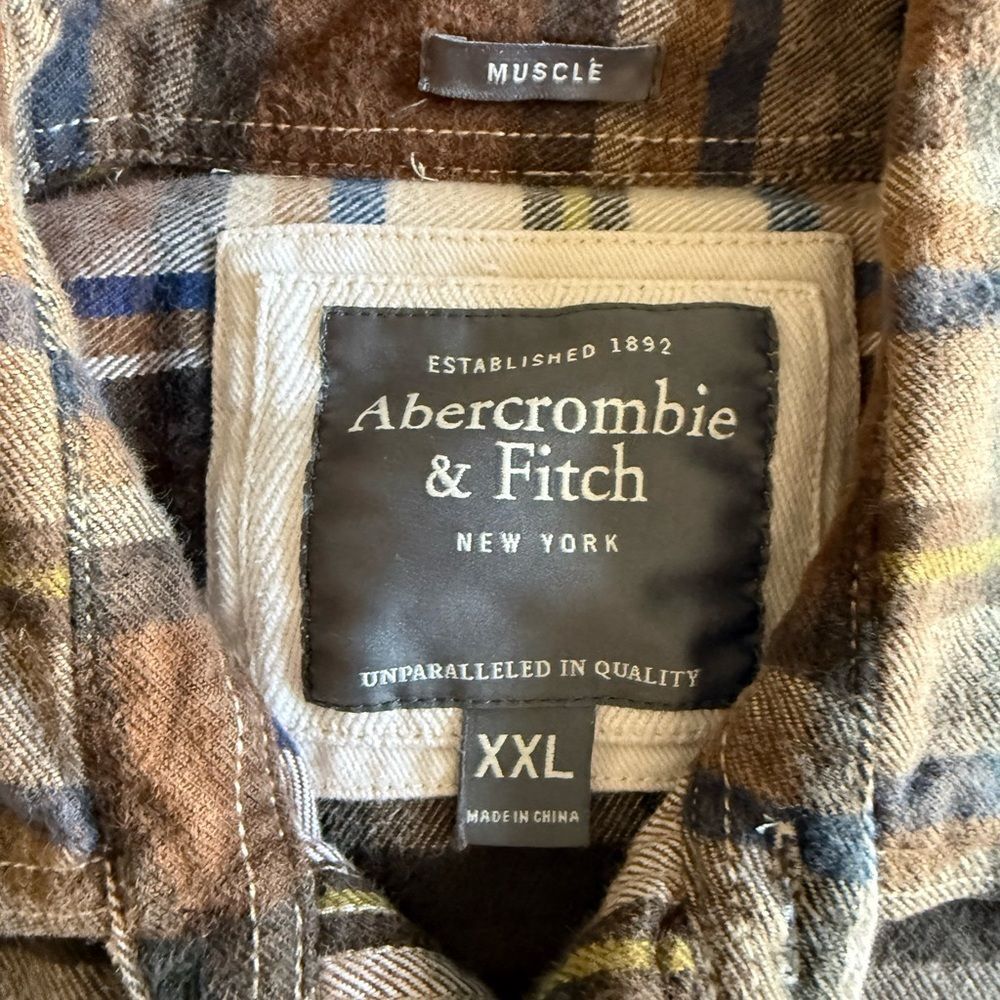 MUSCLE
ESTABLISHED 1892
Abercrombie
& Fitch
NEW YORK
UNPARALLELED IN QUALITY
XXL
MADE IN CHINA